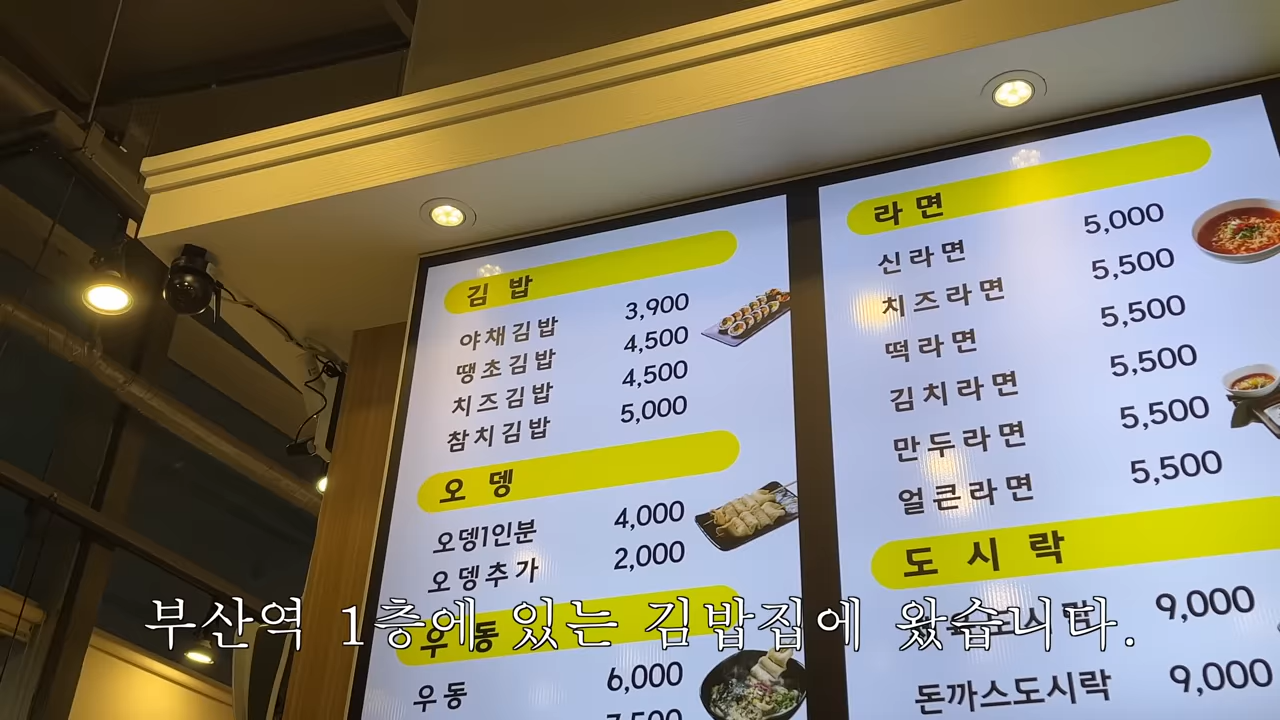 김 밥
야채김밥 3,900
땡초김밥 4,500
치즈김밥 4,500
참치김밥 5,000
오 뎅
오뎅1인분 4,000
오뎅추가 2,000
우 동
우동 6,000
7,500
라면
신라면 5,000
치즈라면 5,500
떡라면 5,500
김치라면 5,500
만두라면 5,500
얼큰라면 5,500
도 시 락
도시락 9,000
돈까스도시락 9,000
부산역 1층에 있는 김밥집에 왔습니다.